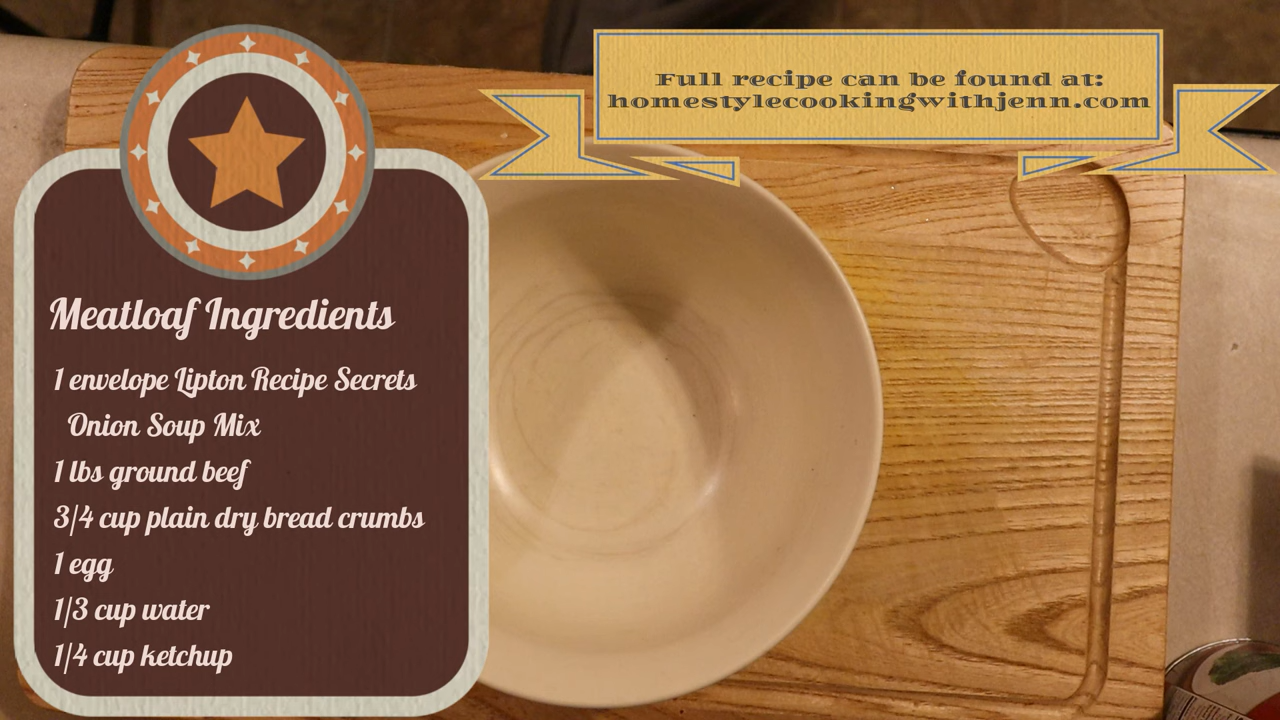 Full recipe can be found at:
homestylecookingwithjenn.com
Meatloaf Ingredients
1 envelope Lipton Recipe Secrets
Onion Soup Mix
1 lbs ground beef
3/4 cup plain dry bread crumbs
1 egg
1/3 cup water
1/4 cup ketchup